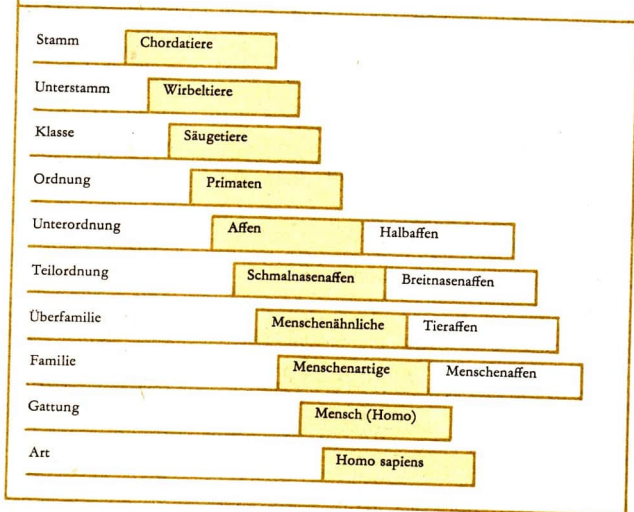 Stamm Chordatiere
Unterstamm Wirbeltiere
Klasse Säugetiere
Ordnung Primaten
Unterordnung Affen Halbaffen
Teilordnung Schmalnasenaffen Breitnasenaffen
Überfamilie Menschenähnliche Tieraffen
Familie Menschenartige Menschenaffen
Gattung Mensch (Homo)
Art Homo sapiens